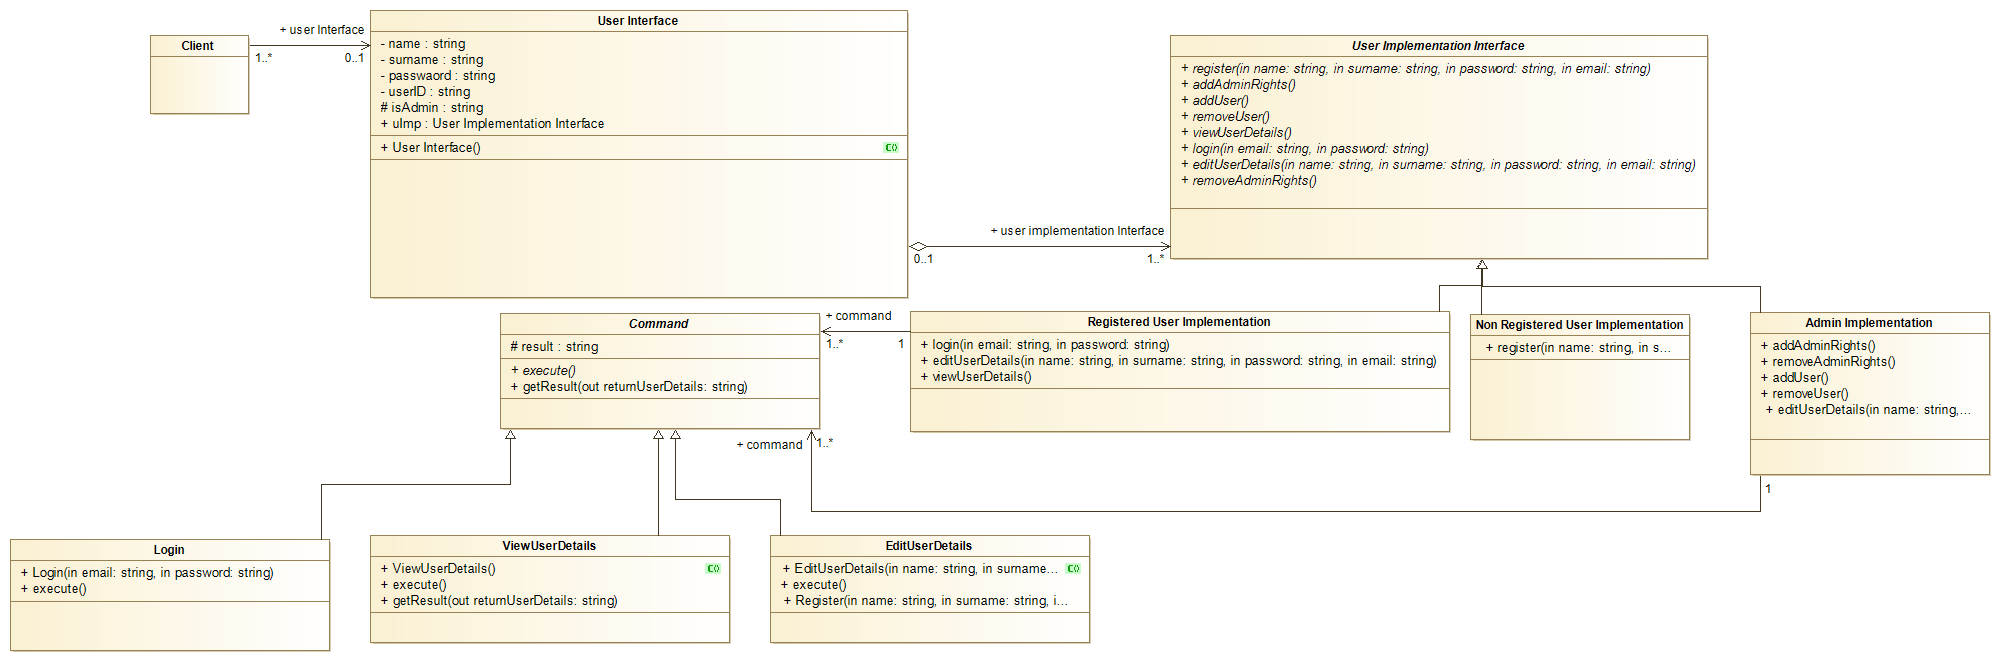 Client
+ user Interface
1..*
0..1
User Interface
- name : string
- surname : string
- passwaord : string
- userID : string
# isAdmin : string
+ uImp : User Implementation Interface
+ User Interface()
C()
User Implementation Interface
+ register(in name: string, in surname: string, in password: string, in email: string)
+ addAdminRights()
+ addUser()
+ removeUser()
+ viewUserDetails()
+ login(in email: string, in password: string)
+ editUserDetails(in name: string, in surname: string, in password: string, in email: string)
+ removeAdminRights()
+ user implementation Interface
0..1
1..*
Command
# result : string
+ execute()
+ getResult(out returnUserDetails: string)
+ command
1..*
1
Registered User Implementation
+ login(in email: string, in password: string)
+ editUserDetails(in name: string, in surname: string, in password: string, in email: string)
+ viewUserDetails()
Non Registered User Implementation
+ register(in name: string, in s...
Admin Implementation
+ addAdminRights()
+ removeAdminRights()
+ addUser()
+ removeUser()
+ editUserDetails(in name: string,...
+ command
1..*
1
Login
+ Login(in email: string, in password: string)
+ execute()
ViewUserDetails
+ ViewUserDetails()
C()
+ execute()
+ getResult(out returnUserDetails: string)
EditUserDetails
+ EditUserDetails(in name: string, in surname...
C()
+ execute()
+ Register(in name: string, in surname: string, i...